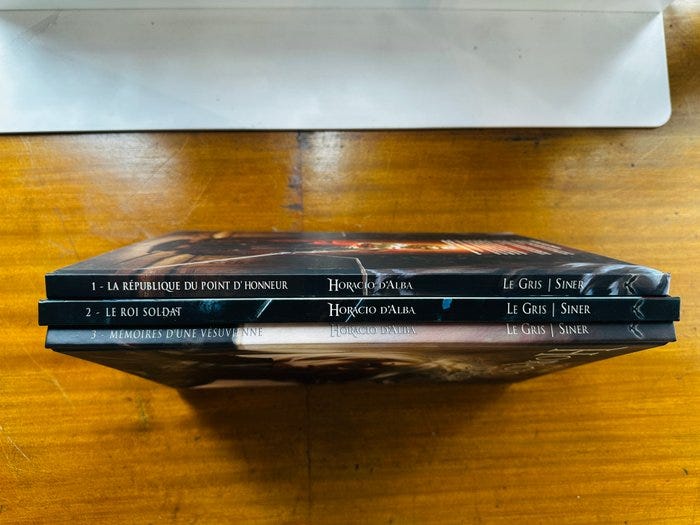 1 - LA RÉPUBLIQUE DU POINT D'HONNEUR HORACIO D'ALBA LE GRIS | SINER
2 - LE ROI SOLDAT HORACIO D'ALBA LE GRIS | SINER
3 - MÉMOIRES D'UNE VÉSUVIENNE HORACIO D'ALBA LE GRIS | SINER